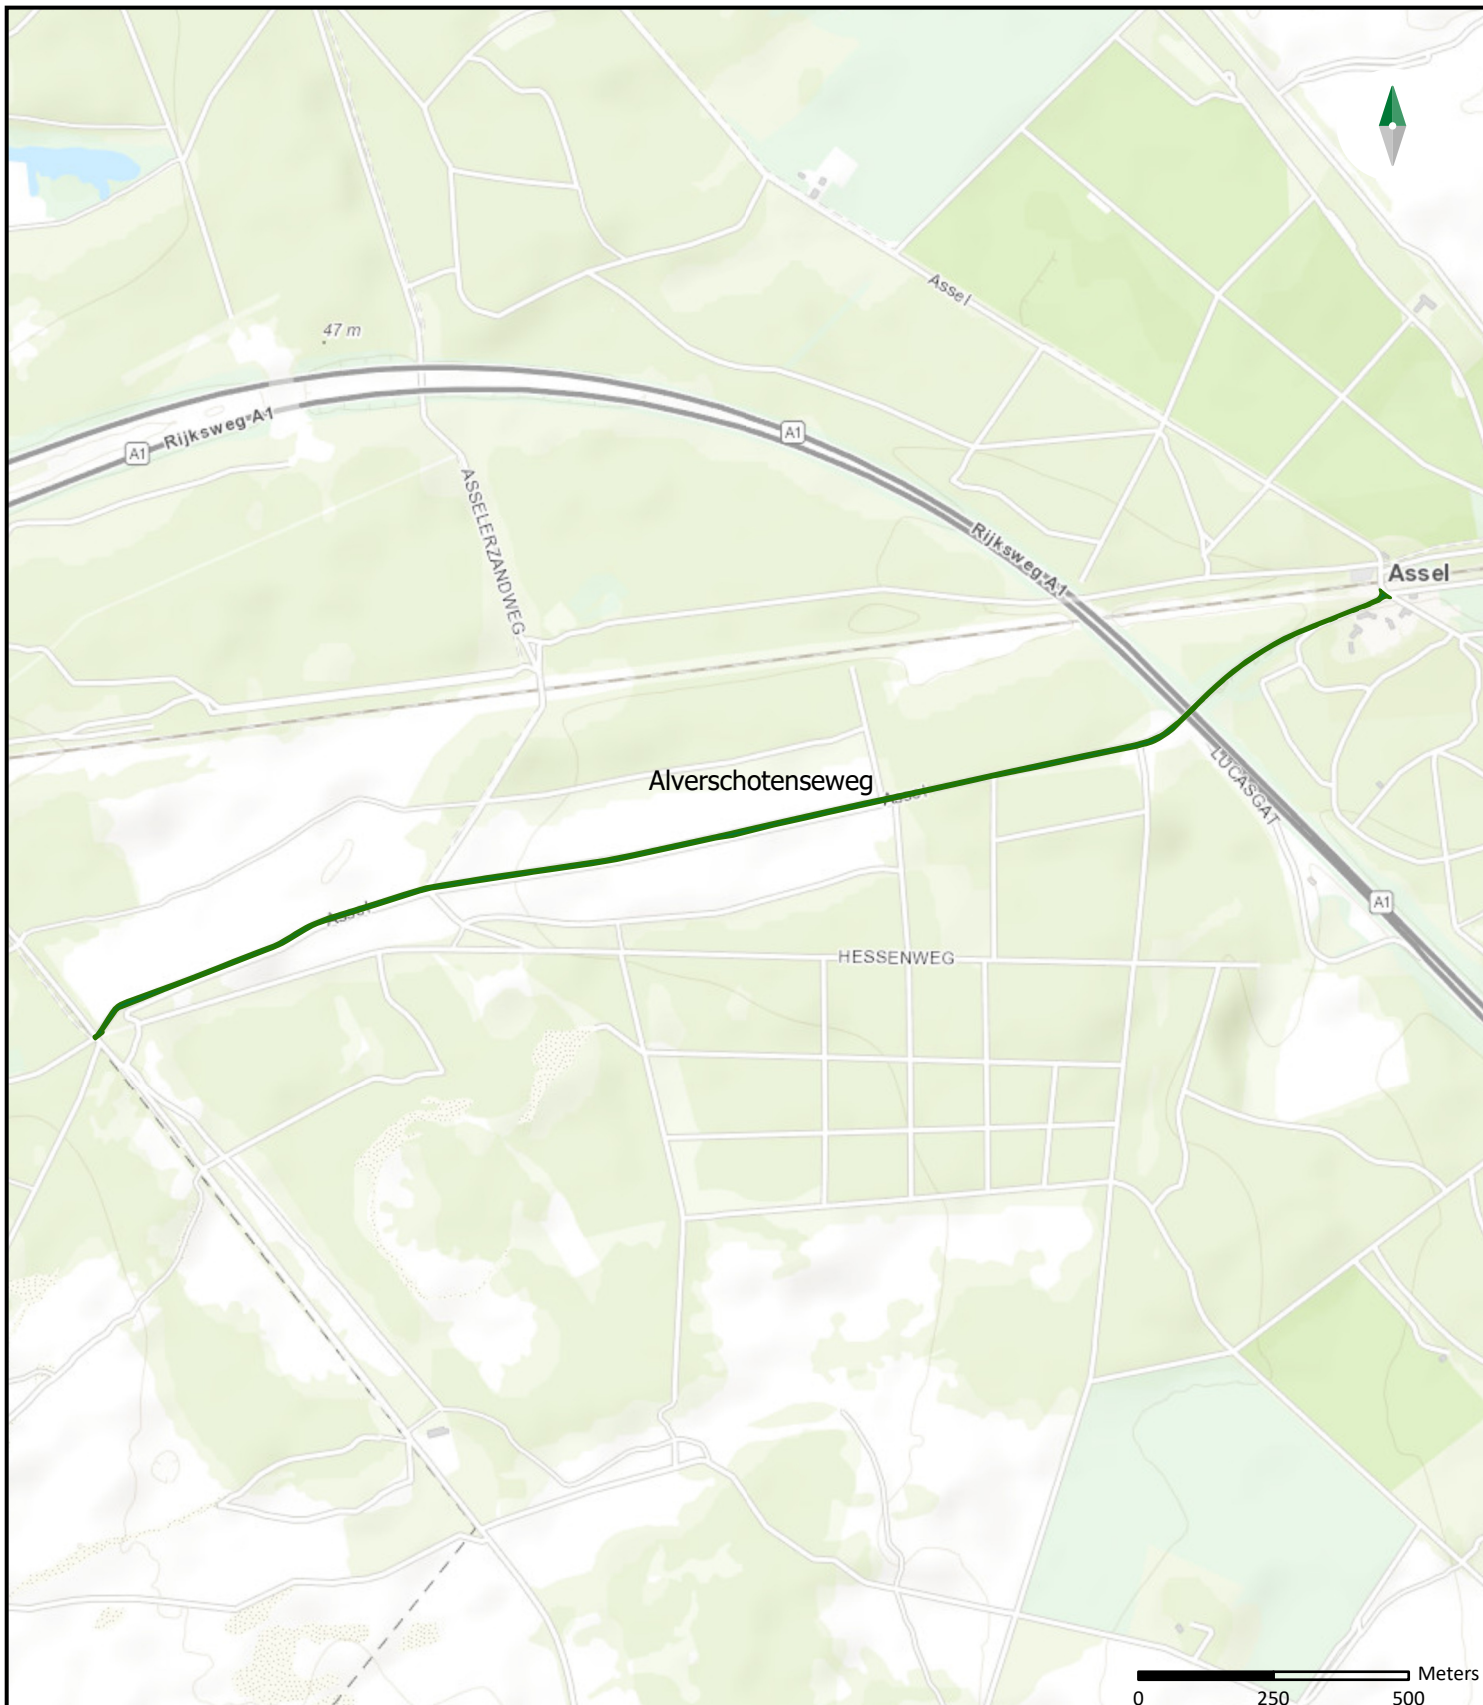 Assel
47 m
Rijksweg A1
A1
A1
ASSELERZANDWEG
Rijksweg A1
Assel
LUCASGAT
Alverschotenseweg
Assel
A1
Assel
HESSENWEG
Meters
0 250 500